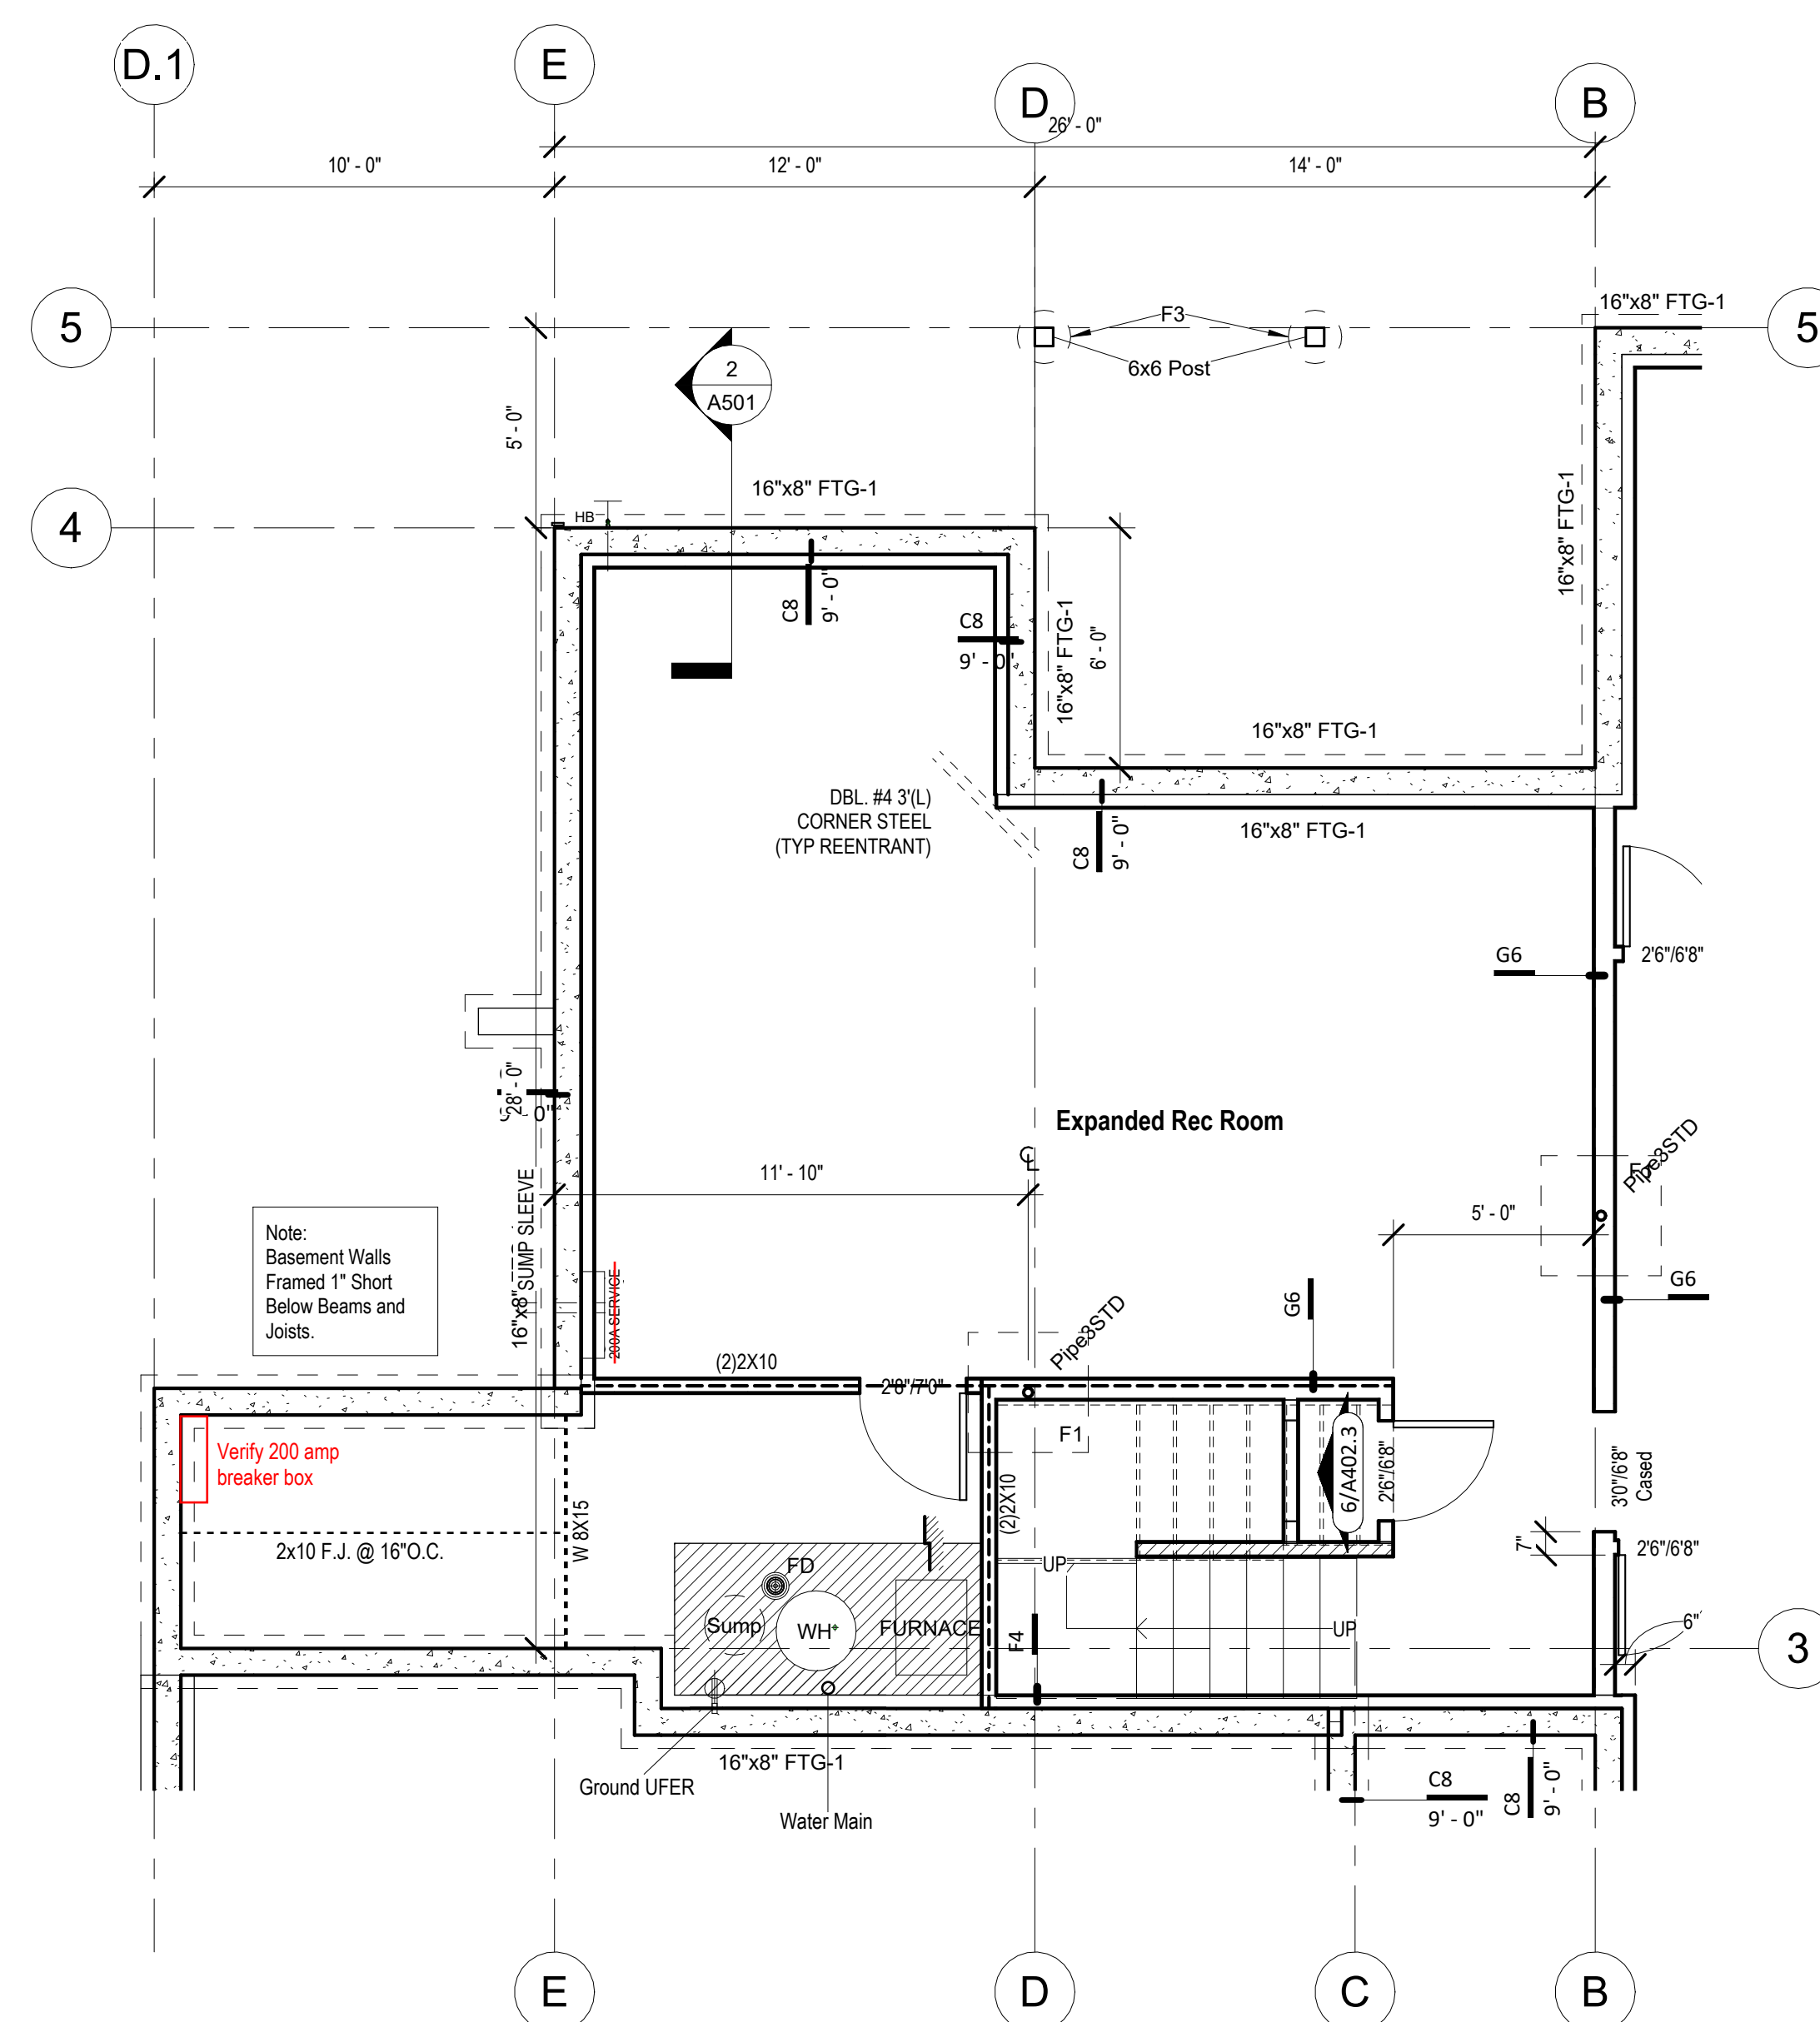 D.1
E
D
B
26' - 0"
10' - 0"
12' - 0"
14' - 0"
5
F3
16"x8" FTG-1
5
6x6 Post
2
A501
5' - 0"
4
16"x8" FTG-1
HB
16"x8" FTG-1
C8
9' - 0"
C8
9' - 0"
16"x8" FTG-1
6' - 0"
16"x8" FTG-1
DBL. #4 3'(L)
CORNER STEEL
(TYP REENTRANT)
C8
9' - 0"
16"x8" FTG-1
G6
2'6"/6'8"
28' - 0"
0"
Expanded Rec Room
Pipe3STD
CL
11' - 10"
5' - 0"
Note:
Basement Walls
Framed 1" Short
Below Beams and
Joists.
16"x8"
SUMP SLEEVE
200A SERVICE
G6
G6
Pipe3STD
(2)2X10
2'8"/7'0"
F1
Verify 200 amp
breaker box
(2)2X10
6/A402.3
2'6"/6'8"
3'0"/6'8"
Cased
W 8X15
2x10 F.J. @ 16"O.C.
7"
2'6"/6'8"
FD
UP
Sump
WH
FURNACE
F4
UP
6"
3
16"x8" FTG-1
Ground UFER
Water Main
C8
9' - 0"
C8
9' - 0"
E
D
C
B